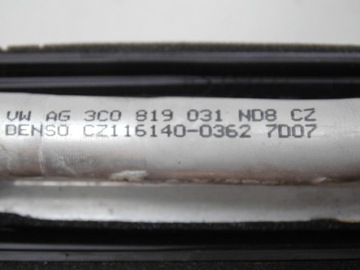 VW AG 3C0 819 031 ND8 CZ
DENSO CZ116140-0362 7D07